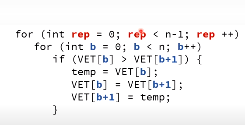 for (int rep = 0; rep < n-1; rep ++)
for (int b = 0; b < n; b++)
if (VET[b] > VET[b+1]) {
temp = VET[b];
VET[b] = VET[b+1];
VET[b+1] = temp;
}